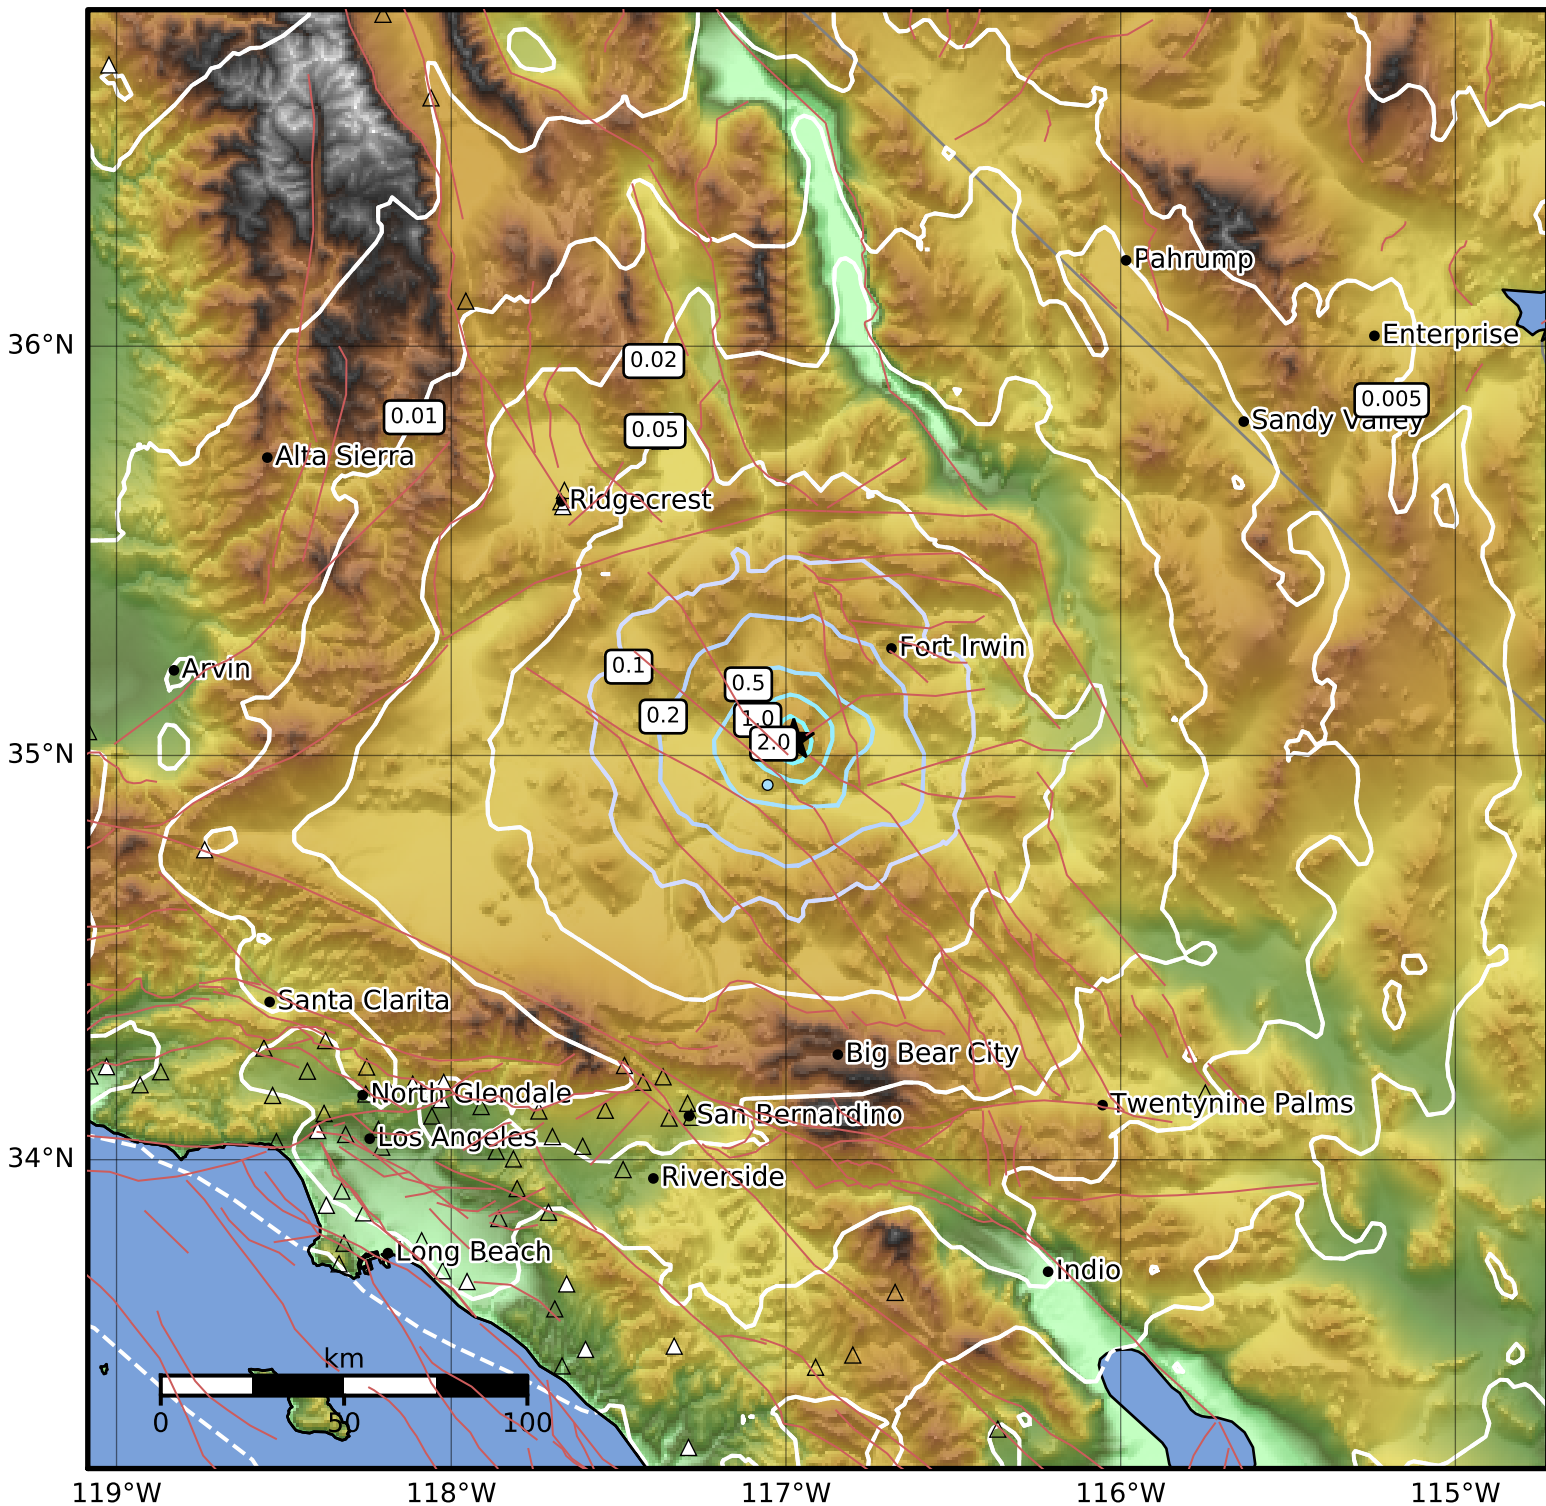 Pahrump
Enterprise
36°N
0.02
0.005
0.01
Sandy Valley
0.05
Alta Sierra
Ridgecrest
Fort Irwin
Arvin
0.1
0.5
0.2
1.0
2.0
35°N
Santa Clarita
Big Bear City
North Glendale
Twentynine Palms
San Bernardino
Los Angeles
34°N
Riverside
Long Beach
Indio
km
0 50 100
119°W 118°W 117°W 116°W 115°W